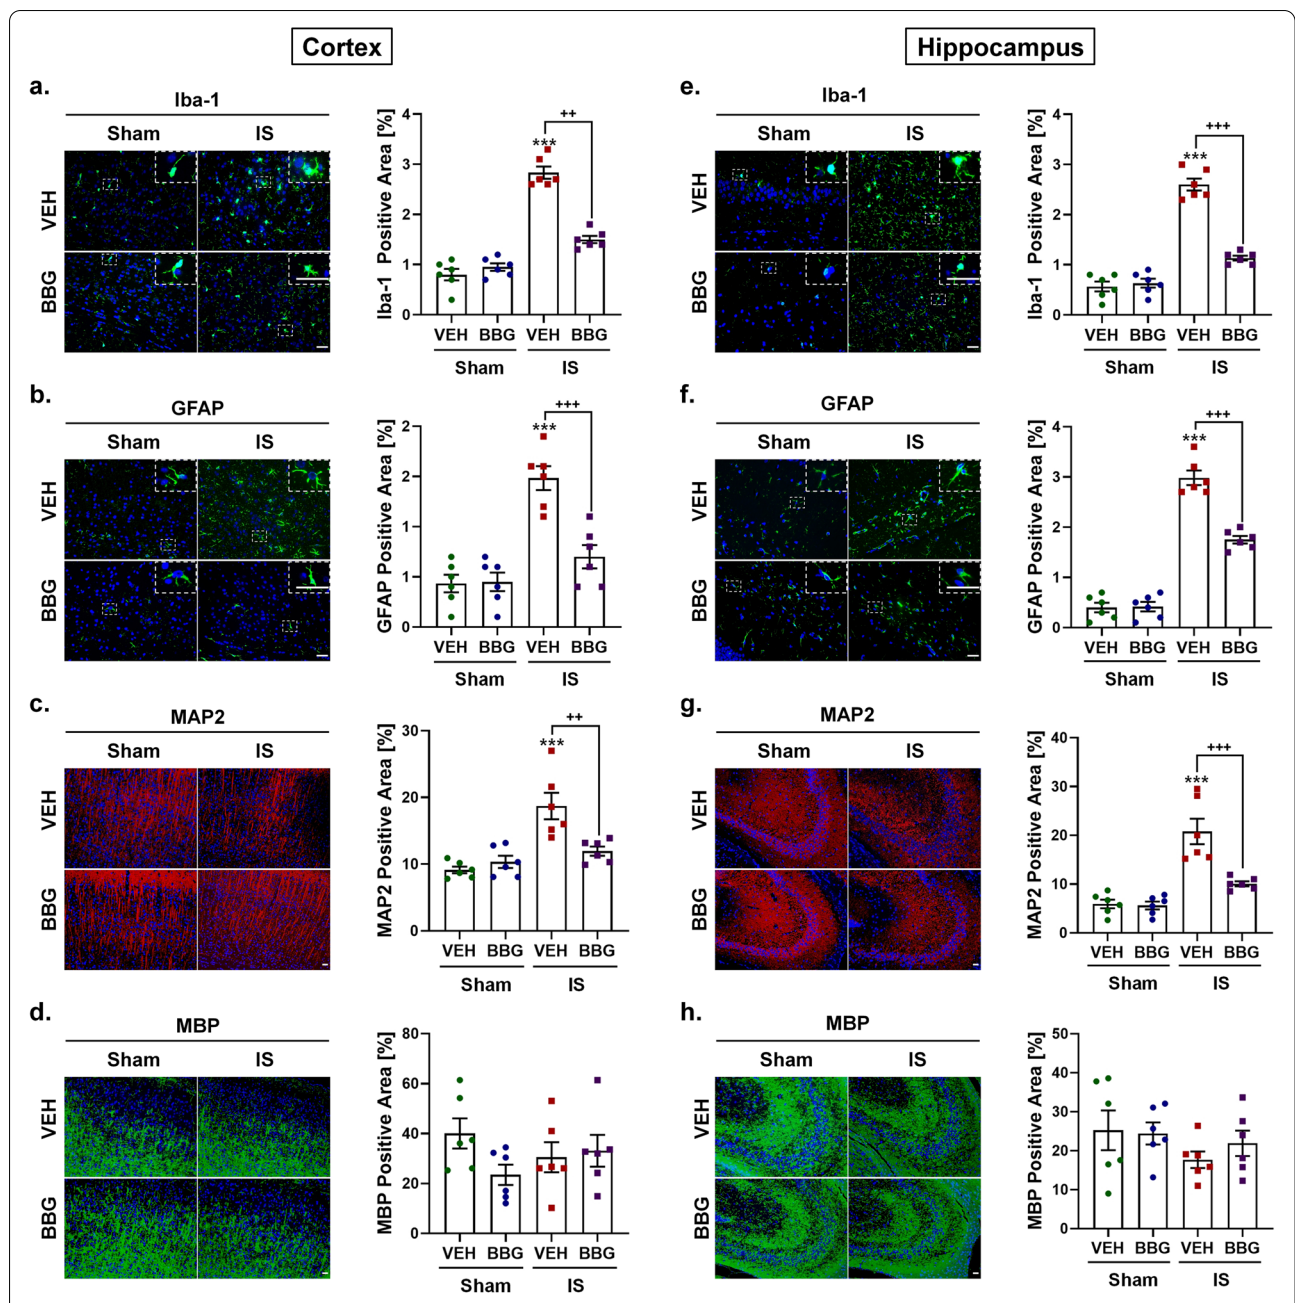 Cortex
Hippocampus
a.
Iba-1
Sham IS
VEH
BBG
Iba-1 Positive Area [%]
4
3
2
1
0
***
++
VEH BBG VEH BBG
Sham IS
e.
Iba-1
Sham IS
VEH
BBG
Iba-1 Positive Area [%]
4
3
2
1
0
***
+++
VEH BBG VEH BBG
Sham IS
b.
GFAP
Sham IS
VEH
BBG
GFAP Positive Area [%]
2
2
1
1
0
***
+++
VEH BBG VEH BBG
Sham IS
f.
GFAP
Sham IS
VEH
BBG
GFAP Positive Area [%]
4
3
2
1
0
***
+++
VEH BBG VEH BBG
Sham IS
c.
MAP2
Sham IS
VEH
BBG
MAP2 Positive Area [%]
30
20
10
0
***
++
VEH BBG VEH BBG
Sham IS
g.
MAP2
Sham IS
VEH
BBG
MAP2 Positive Area [%]
40
30
20
10
0
***
+++
VEH BBG VEH BBG
Sham IS
d.
MBP
Sham IS
VEH
BBG
MBP Positive Area [%]
80
60
40
20
0
VEH BBG VEH BBG
Sham IS
h.
MBP
Sham IS
VEH
BBG
MBP Positive Area [%]
50
40
30
20
10
0
VEH BBG VEH BBG
Sham IS